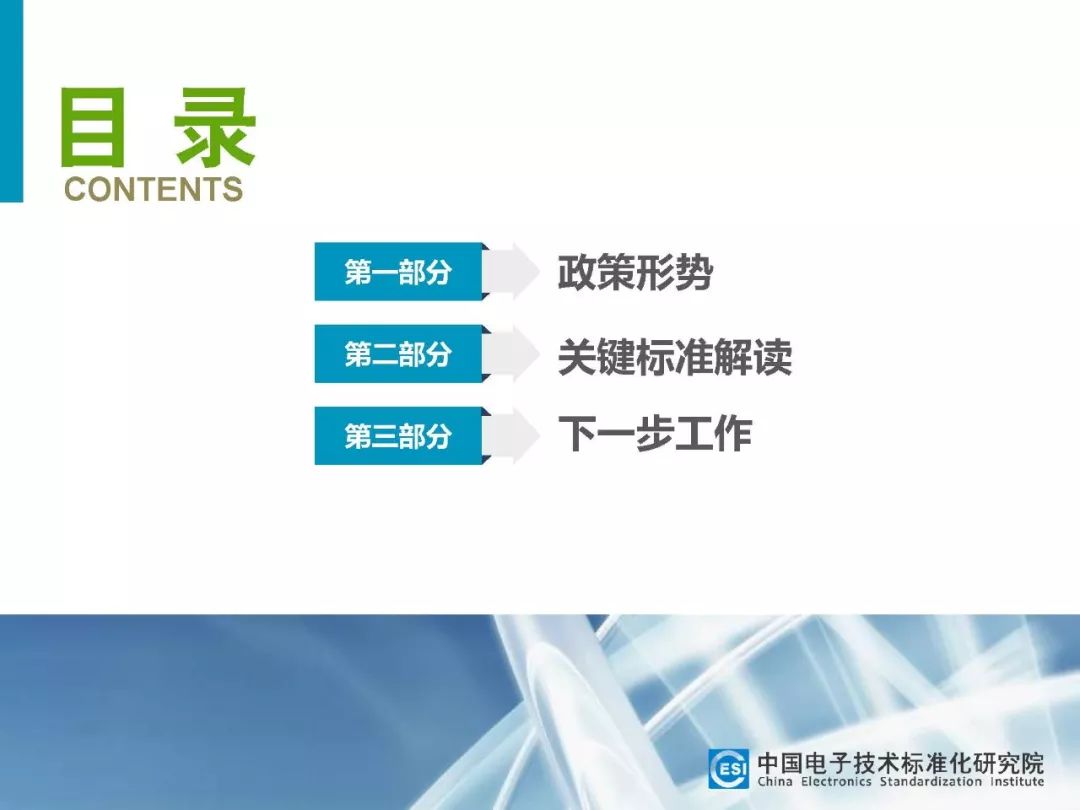 目录
CONTENTS
第一部分 政策形势
第二部分 关键标准解读
第三部分 下一步工作
CESI 中国电子技术标准化研究院
China Electronics Standardization Institute